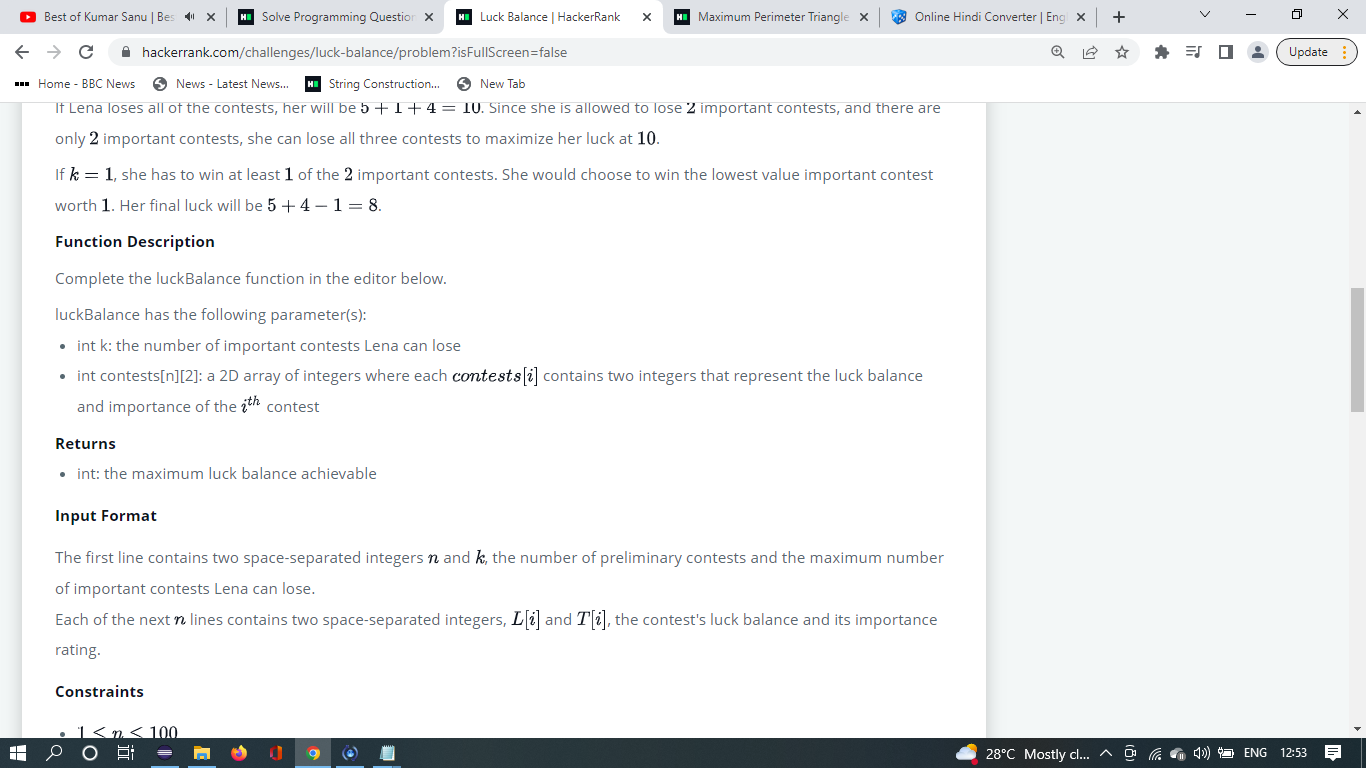 Best of Kumar Sanu | Bes
Solve Programming Question
Luck Balance | HackerRank
Maximum Perimeter Triangle
Online Hindi Converter | Eng
hackerrank.com/challenges/luck-balance/problem?isFullScreen=false
Update
Home - BBC News
News - Latest News...
String Construction...
New Tab
If Lena loses all of the contests, her will be 5 + 1 + 4 = 10. Since she is allowed to lose 2 important contests, and there are
only 2 important contests, she can lose all three contests to maximize her luck at 10.
If k = 1, she has to win at least 1 of the 2 important contests. She would choose to win the lowest value important contest
worth 1. Her final luck will be 5 + 4 − 1 = 8.
Function Description
Complete the luckBalance function in the editor below.
luckBalance has the following parameter(s):
• int k: the number of important contests Lena can lose
• int contests[n][2]: a 2D array of integers where each contests[i] contains two integers that represent the luck balance
and importance of the i^th contest
Returns
• int: the maximum luck balance achievable
Input Format
The first line contains two space-separated integers n and k, the number of preliminary contests and the maximum number
of important contests Lena can lose.
Each of the next n lines contains two space-separated integers, L[i] and T[i], the contest's luck balance and its importance
rating.
Constraints
• 1 ≤ n ≤ 100
28°C Mostly cl...
ENG
12:53